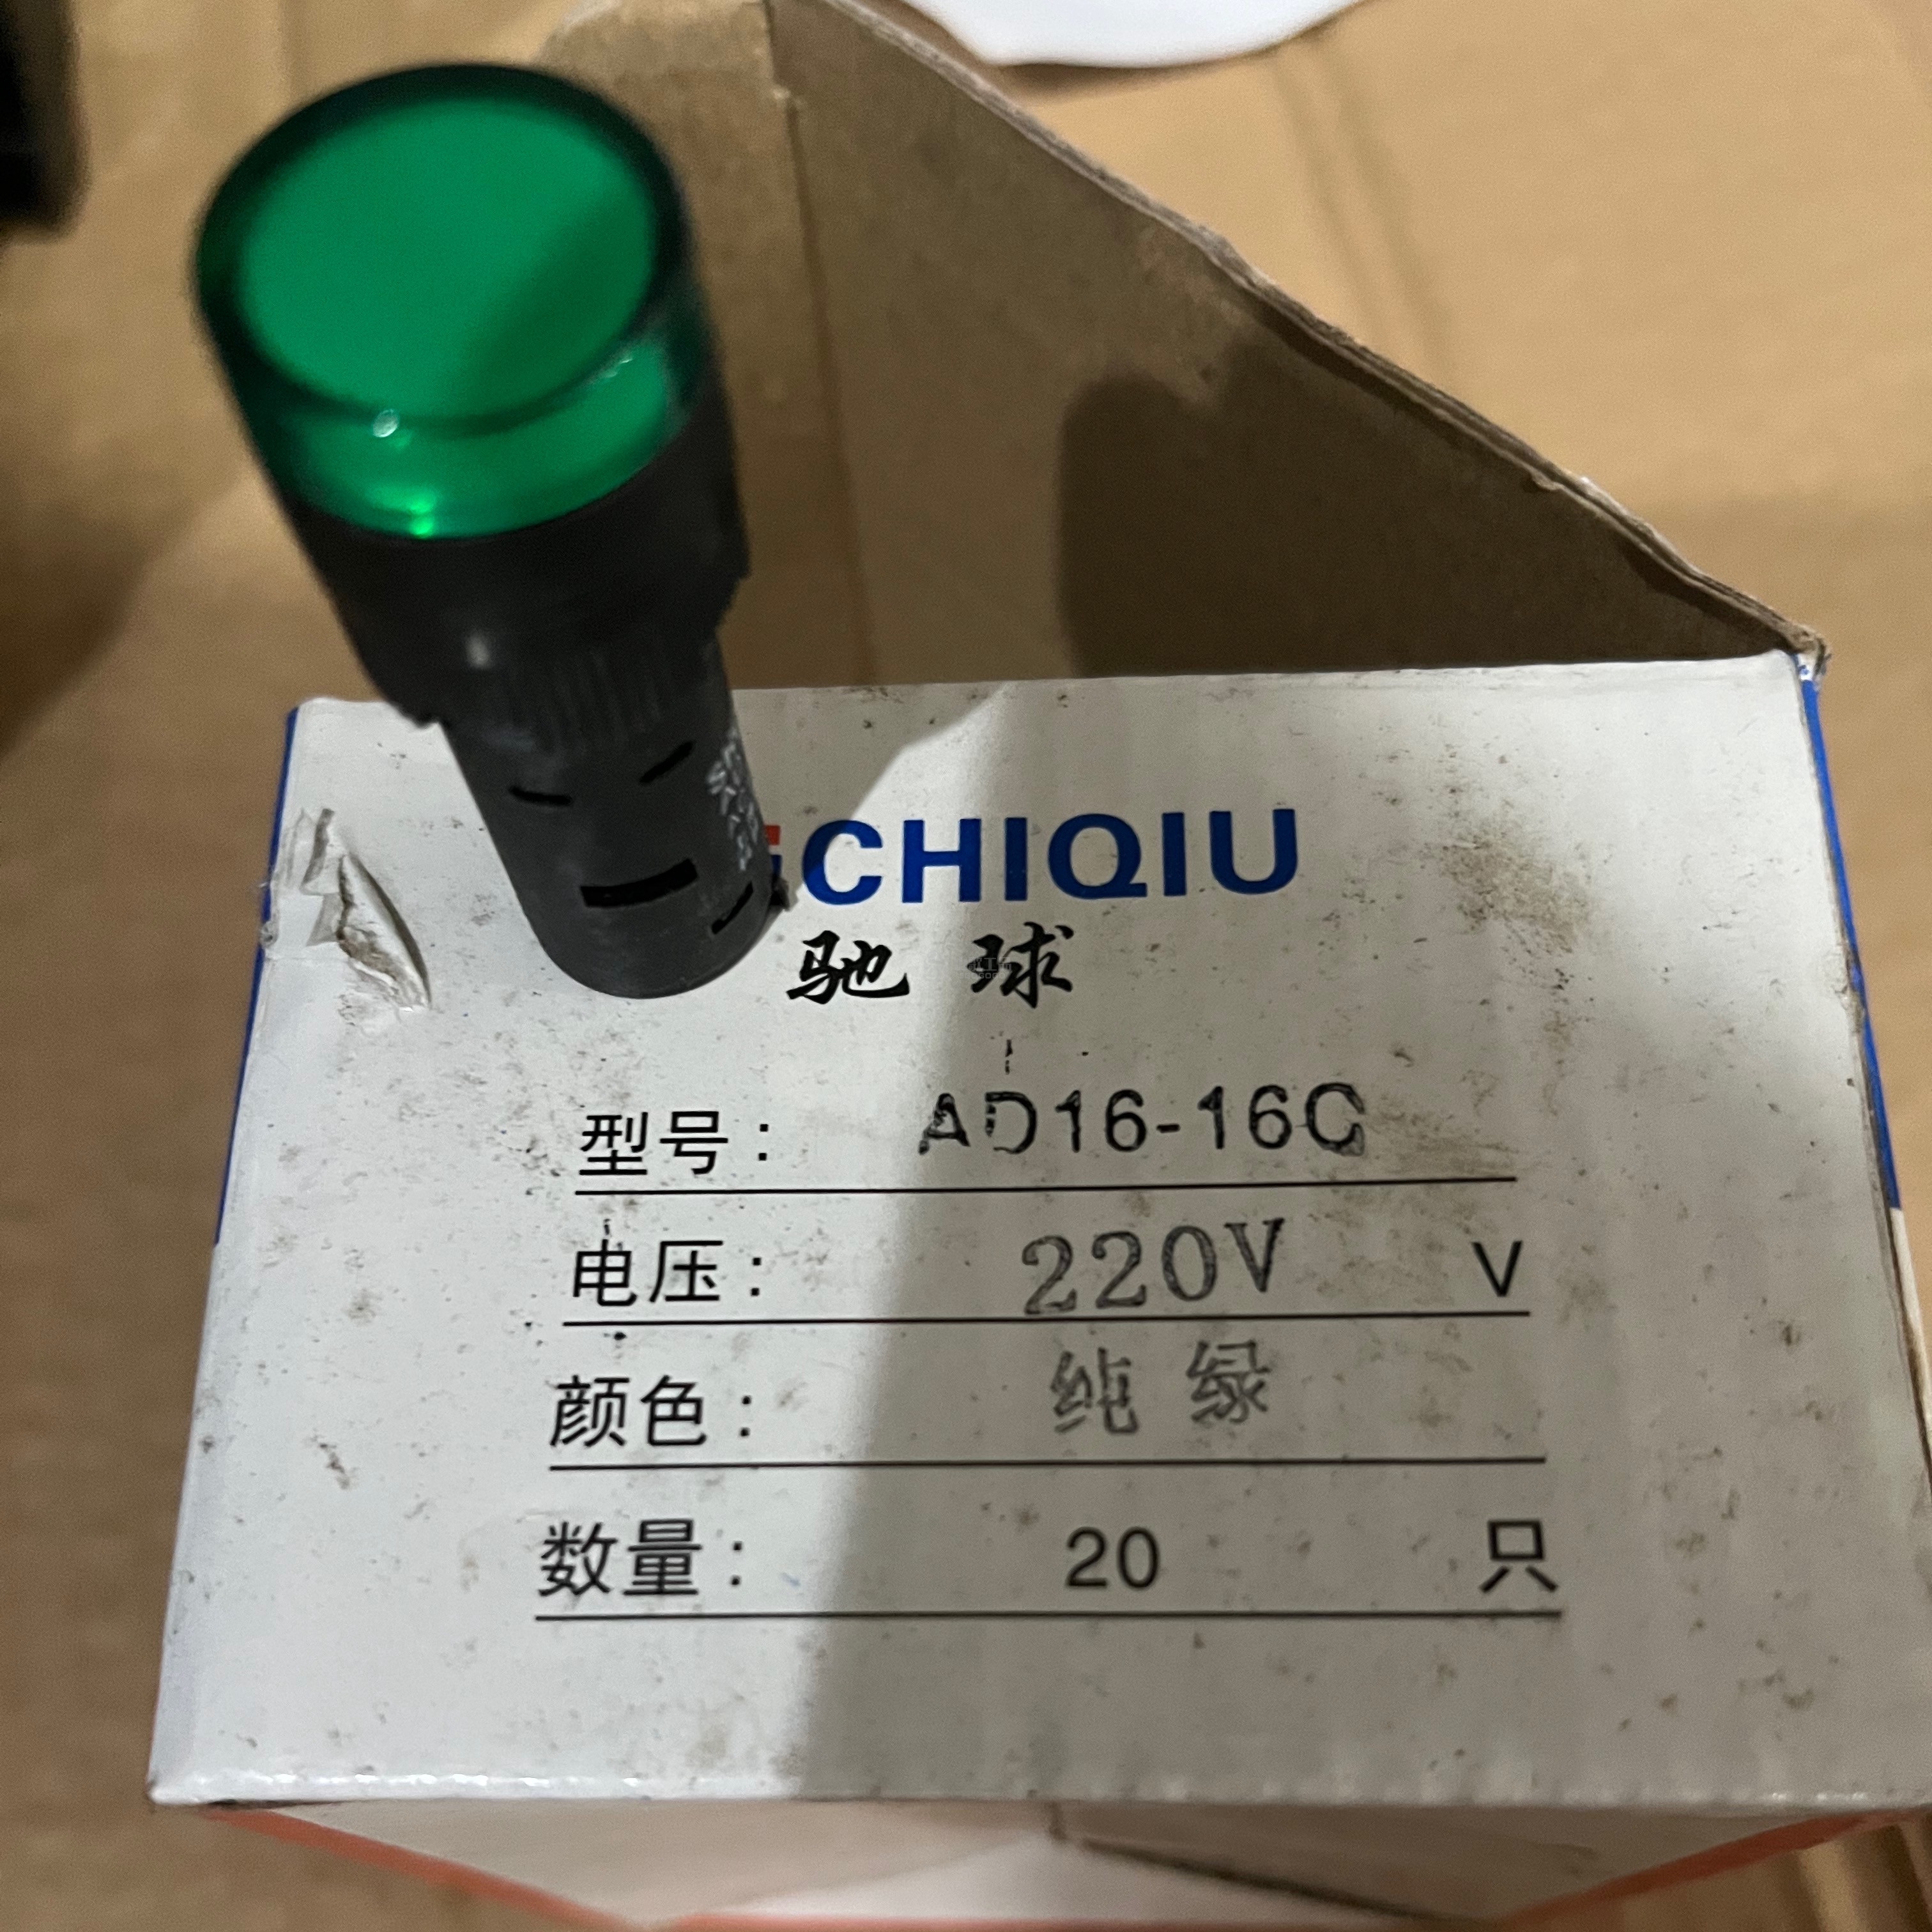 CHIQIU
驰球
型号: AD16-16C
电压: 220V V
颜色: 纯绿
数量: 20 只